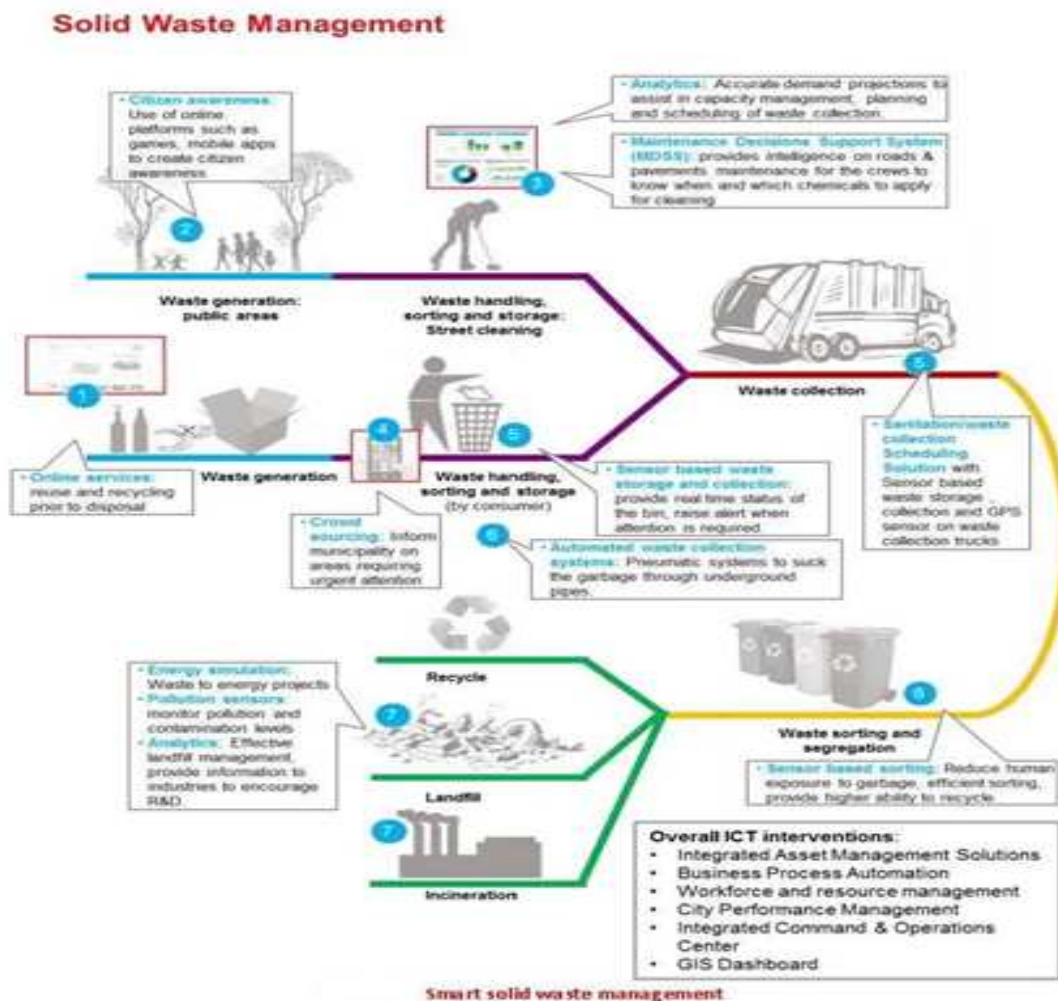 Solid Waste Management
• Citizen awareness:
Use of online
platforms such as
games, mobile apps
to create citizen
awareness
• Analytics: Accurate demand projections to
assist in capacity management, planning
and scheduling of waste collection.
• Maintenance Decisions Support System
(MDSS): provides intelligence on roads &
pavements maintenance for the crews to
know when and which chemicals to apply
for cleaning
3
2
Waste generation:
public areas
Waste handling,
sorting and storage:
Street cleaning
Waste collection
5
1
4
5
Waste generation
Waste handling,
sorting and storage
(by consumer)
• Online services:
reuse and recycling
prior to disposal
• Crowd
sourcing: Inform
municipality on
areas requiring
urgent attention
• Sensor based waste
storage and collection:
provide real time status of
the bin, raise alert when
attention is required
6
• Automated waste collection
systems: Pneumatic systems to suck
the garbage through underground
pipes.
• Sanitation/waste
collection
Scheduling
Solution with
Sensor based
waste storage
collection and GPS
sensor on waste
collection trucks
• Energy simulation:
Waste to energy projects
• Pollution sensors:
monitor pollution and
contamination levels
• Analytics: Effective
landfill management,
provide information to
industries to encourage
R&D
Recycle
7
Landfill
7
Incineration
6
Waste sorting and
segregation
• Sensor based sorting: Reduce human
exposure to garbage, efficient sorting,
provide higher ability to recycle
Overall ICT interventions:
• Integrated Asset Management Solutions
• Business Process Automation
• Workforce and resource management
• City Performance Management
• Integrated Command & Operations
Center
• GIS Dashboard
Smart solid waste management